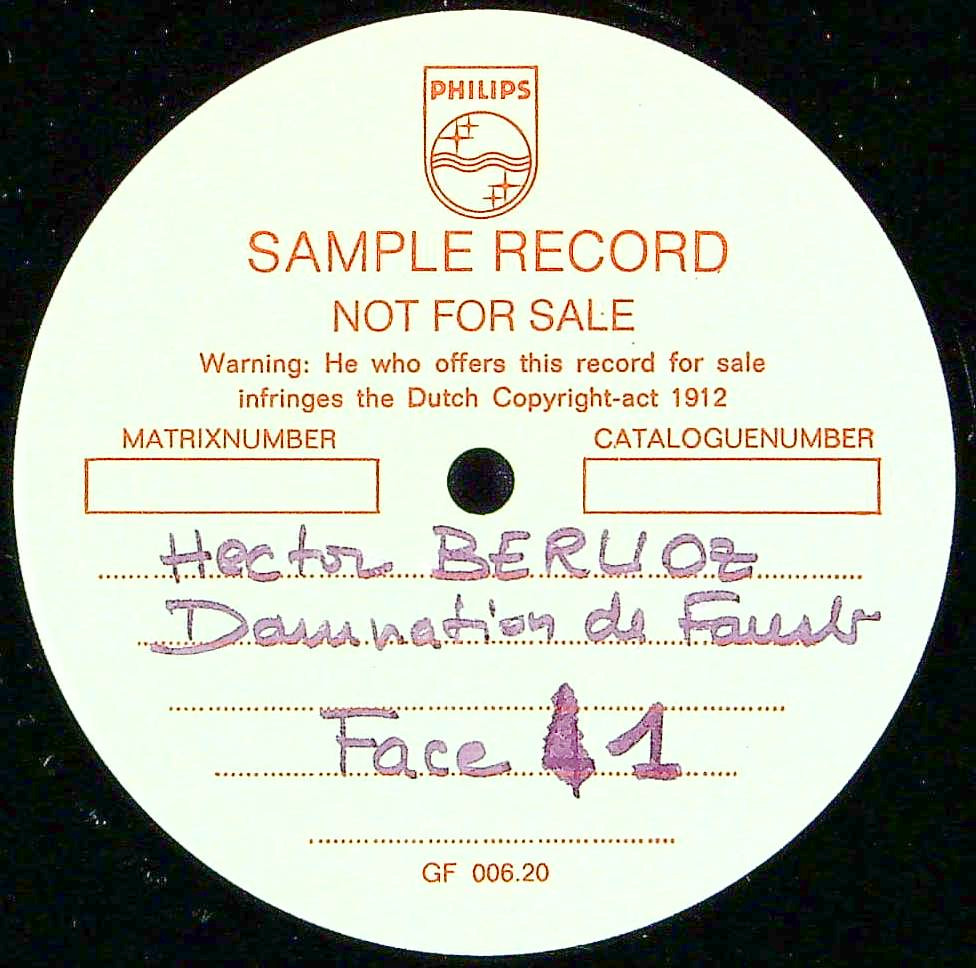 PHILIPS
SAMPLE RECORD
NOT FOR SALE
Warning: He who offers this record for sale
infringes the Dutch Copyright-act 1912
MATRIXNUMBER CATALOGUENUMBER
Hector BERLIOZ
Damnation de Faust
Face 1
GF 006.20